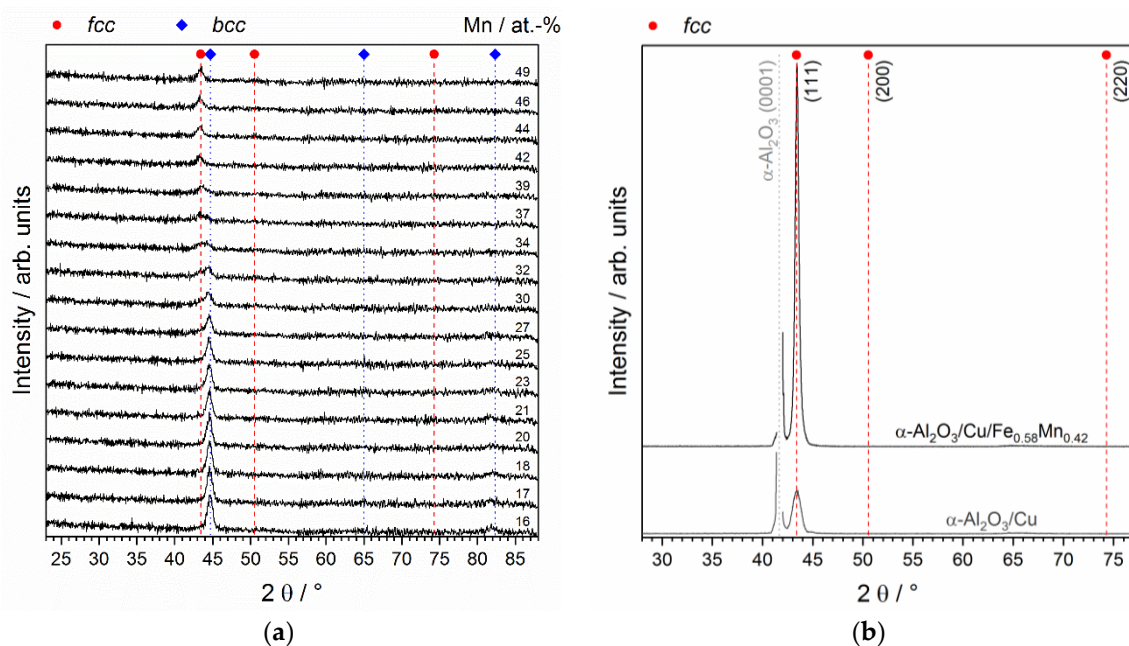 fcc bcc Mn / at.-%
49
46
44
42
39
37
34
32
30
27
25
23
21
20
18
17
16
Intensity / arb. units
25 30 35 40 45 50 55 60 65 70 75 80 85
2 θ / °
(a)
fcc
α-Al₂O₃ (0001)
(111)
(200)
(220)
Intensity / arb. units
α-Al₂O₃/Cu/Fe₀.₅₈Mn₀.₄₂
α-Al₂O₃/Cu
30 35 40 45 50 55 60 65 70 75
2 θ / °
(b)